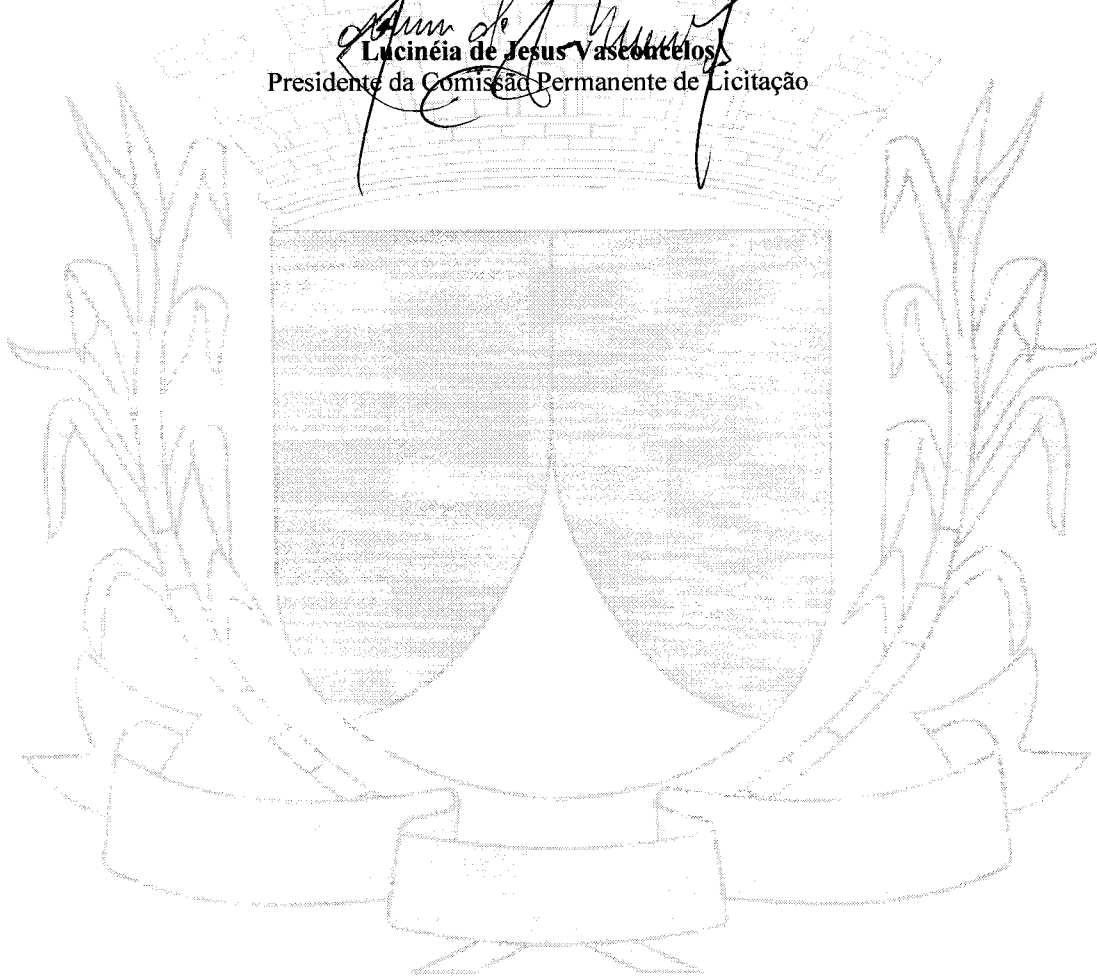 Lucinéia de Jesus Vasconcelos
Presidente da Comissão Permanente de Licitação